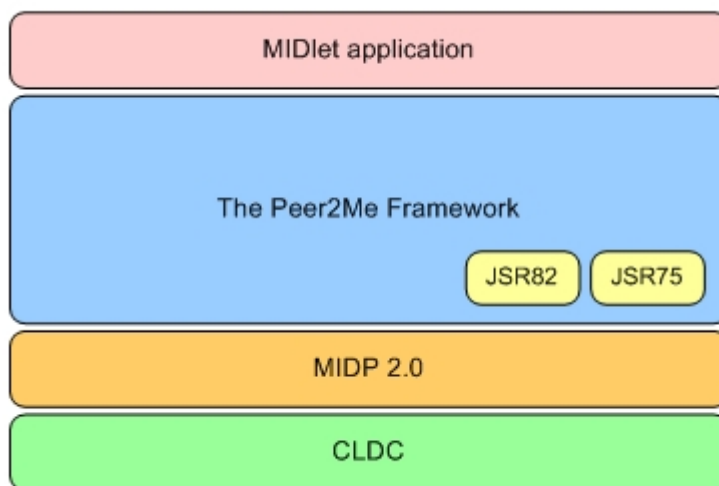 MIDlet application
The Peer2Me Framework
JSR82 JSR75
MIDP 2.0
CLDC